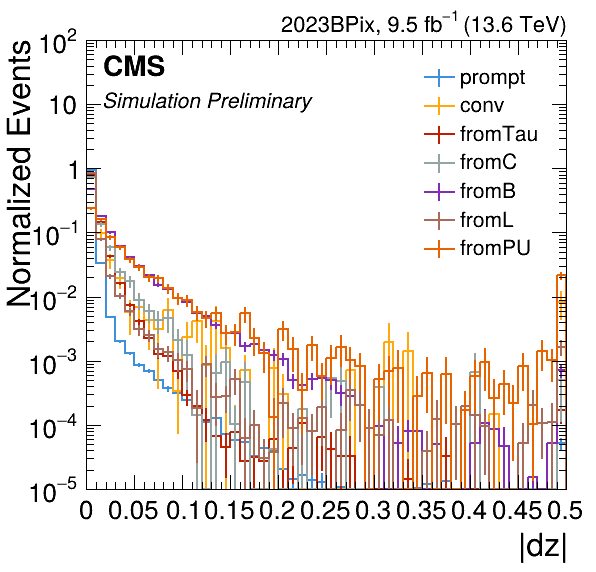 2023BPix, 9.5 fb⁻¹ (13.6 TeV)
CMS
Simulation Preliminary
prompt
conv
fromTau
fromC
fromB
fromL
fromPU
Normalized Events
10²
10
1
10⁻¹
10⁻²
10⁻³
10⁻⁴
10⁻⁵
0 0.05 0.10 0.15 0.2 0.25 0.3 0.35 0.4 0.45 0.5
|dz|